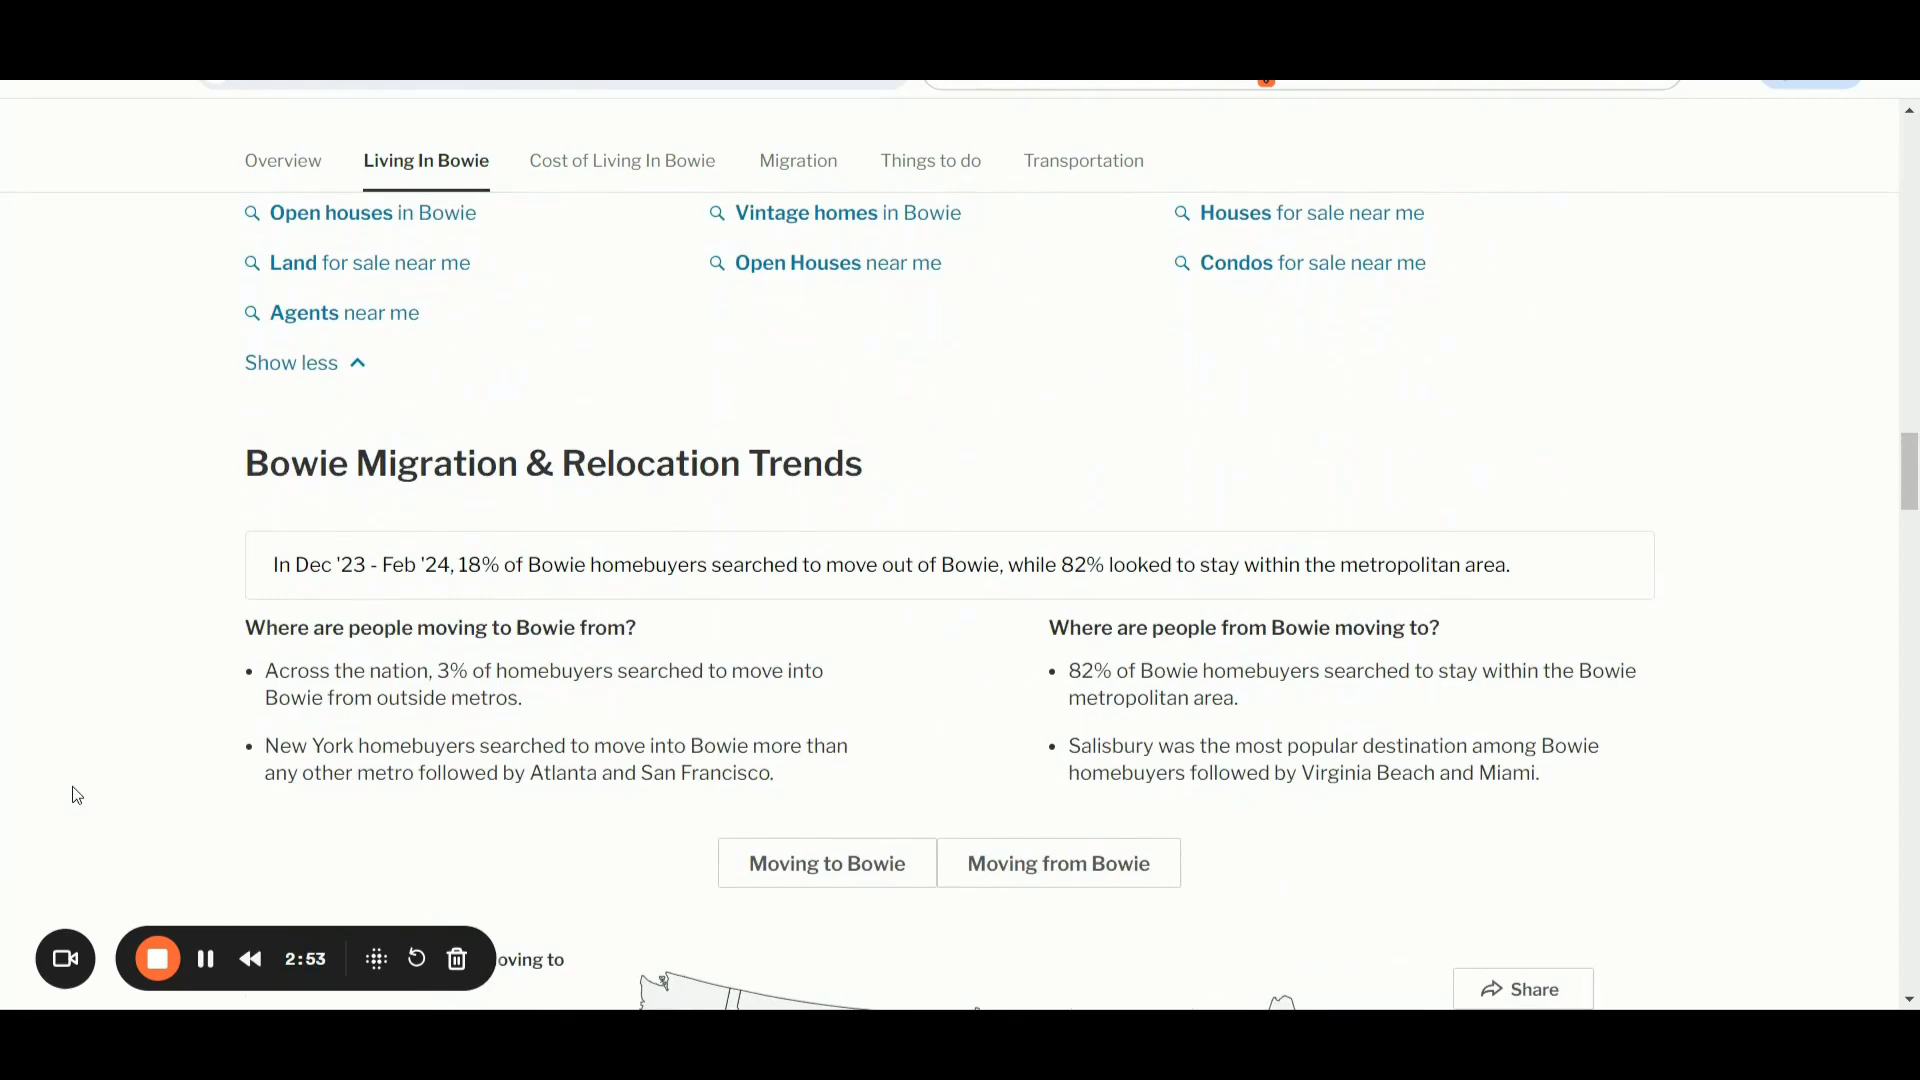 Overview Living In Bowie Cost of Living In Bowie Migration Things to do Transportation
Open houses in Bowie
Vintage homes in Bowie
Houses for sale near me
Land for sale near me
Open Houses near me
Condos for sale near me
Agents near me
Show less
Bowie Migration & Relocation Trends
In Dec '23 - Feb '24, 18% of Bowie homebuyers searched to move out of Bowie, while 82% looked to stay within the metropolitan area.
Where are people moving to Bowie from?
• Across the nation, 3% of homebuyers searched to move into
Bowie from outside metros.
• New York homebuyers searched to move into Bowie more than
any other metro followed by Atlanta and San Francisco.
Where are people from Bowie moving to?
• 82% of Bowie homebuyers searched to stay within the Bowie
metropolitan area.
• Salisbury was the most popular destination among Bowie
homebuyers followed by Virginia Beach and Miami.
Moving to Bowie
Moving from Bowie
2:53
oving to
Share